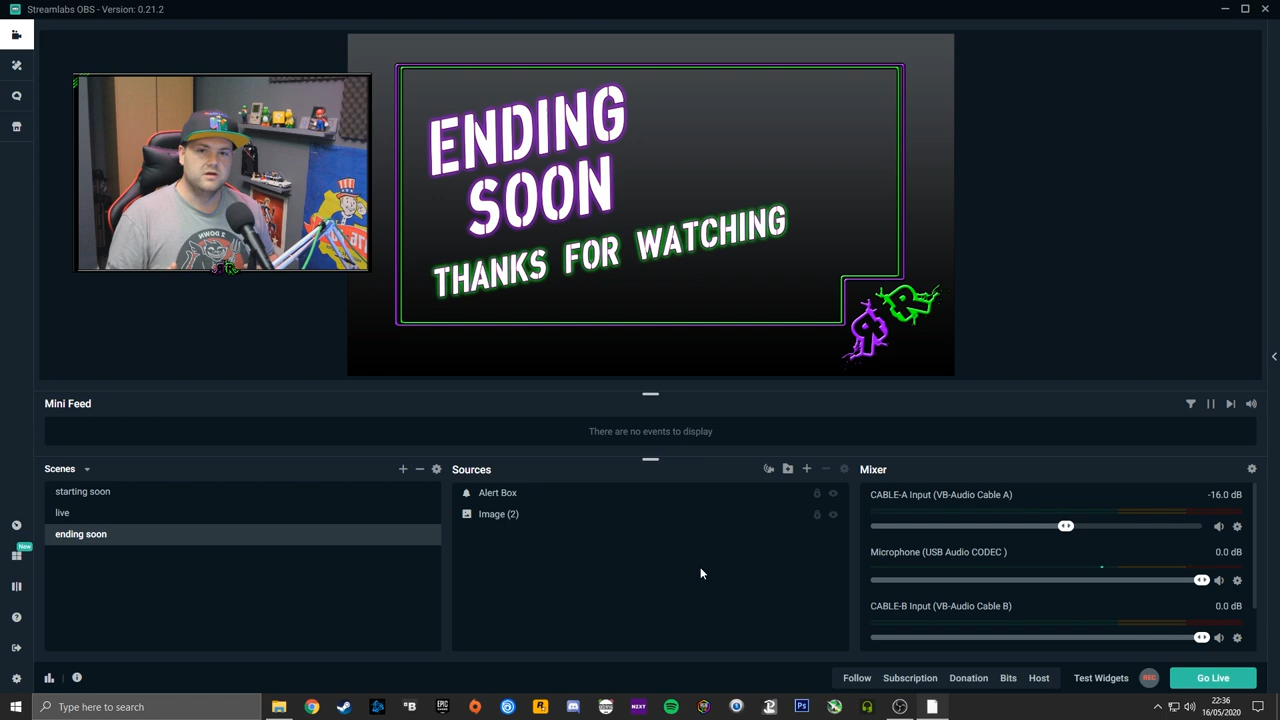 Streamlabs OBS - Version: 0.21.2
ENDING
SOON
THANKS FOR WATCHING
Mini Feed
There are no events to display
Scenes
starting soon
live
ending soon
Sources
Alert Box
Image (2)
Mixer
CABLE-A Input (VB-Audio Cable A) -16.0 dB
Microphone (USB Audio CODEC ) 0.0 dB
CABLE-B Input (VB-Audio Cable B) 0.0 dB
New
Follow Subscription Donation Bits Host Test Widgets REC Go Live
Type here to search
22:36
16/05/2020